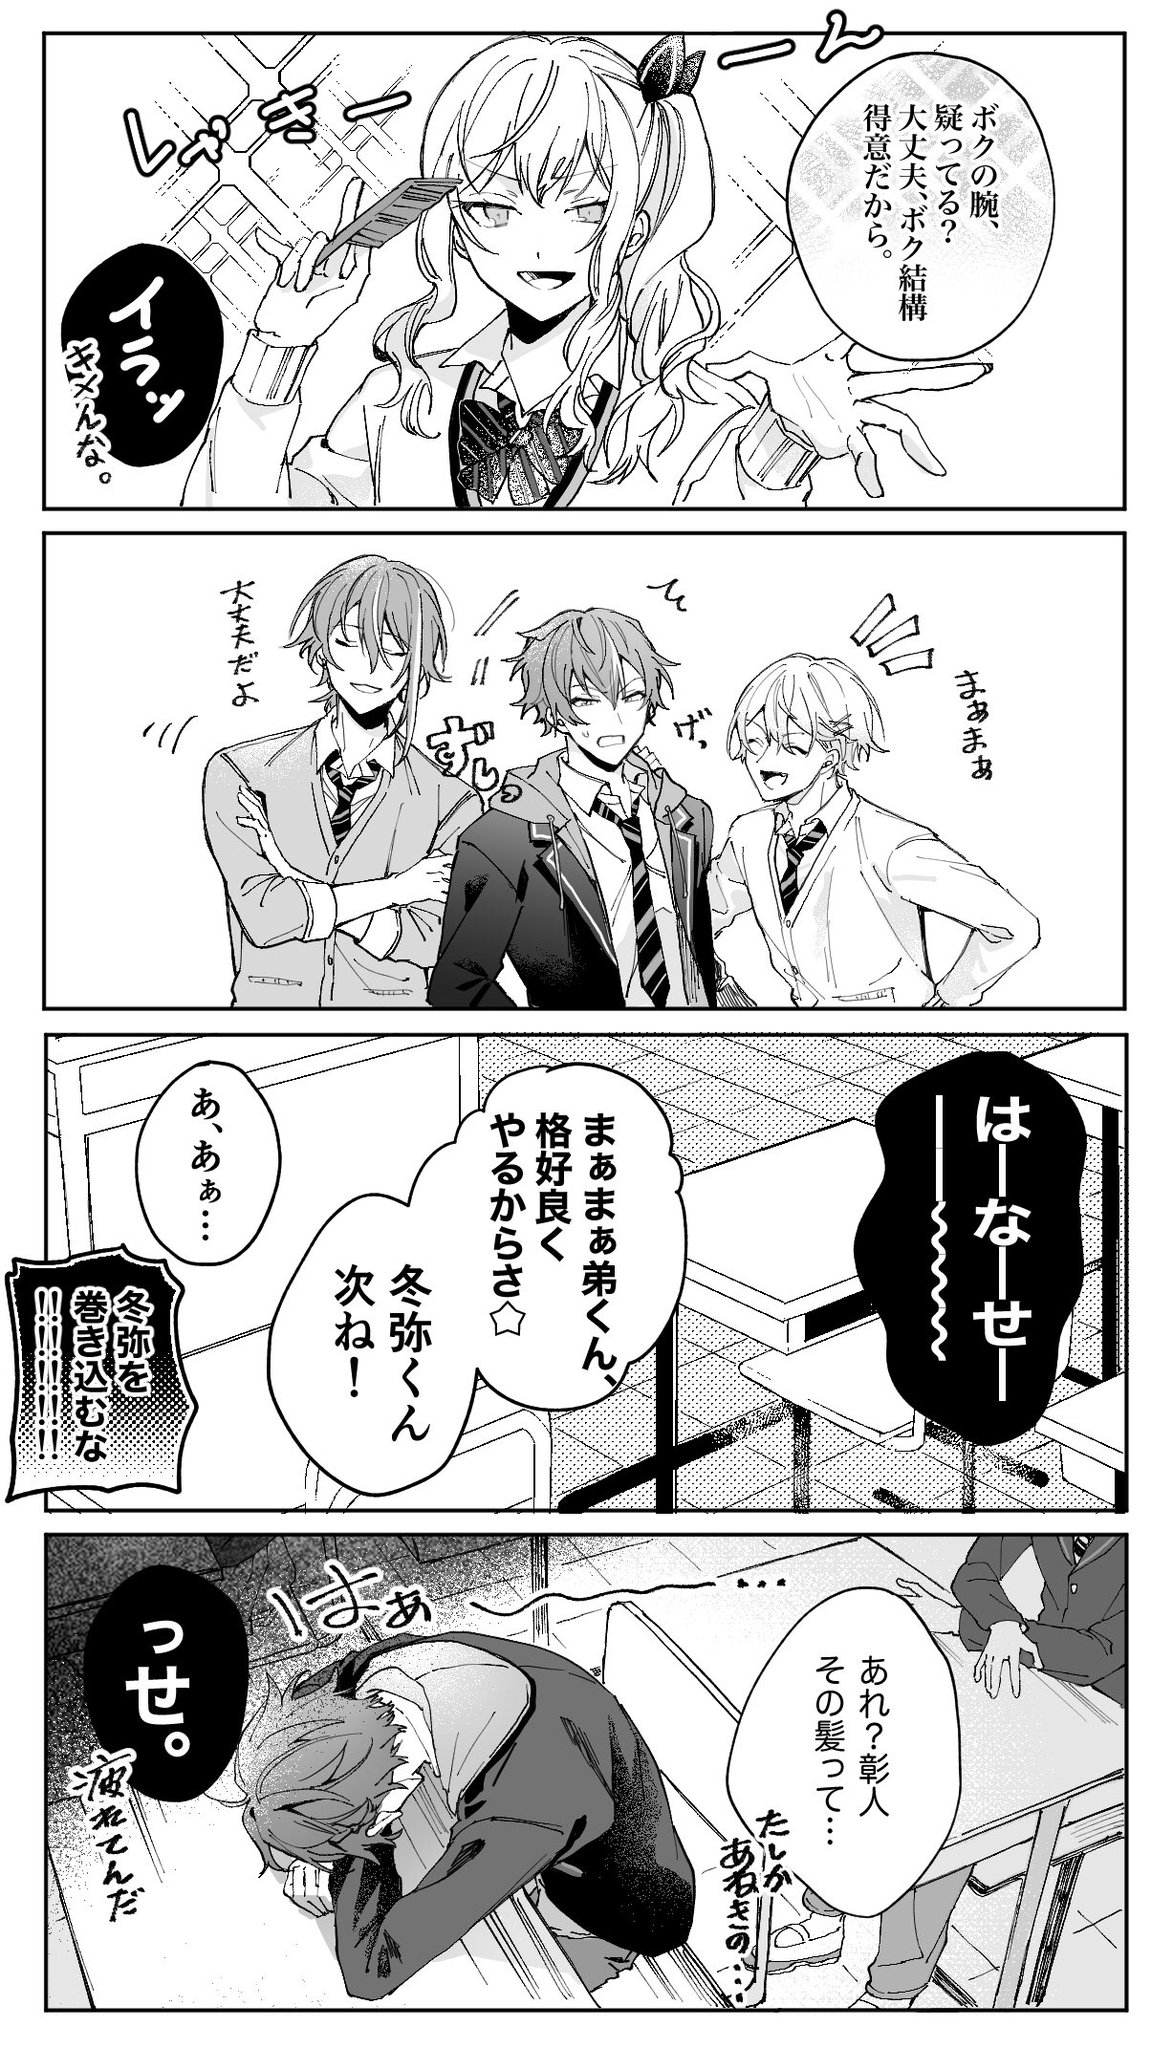 ボクの腕、
疑ってる?
大丈夫、ボク結構
得意だから。
しゃきーーーん
イラッ
キメんな。
まぁまぁ
げっ
ずしっ
大丈夫だよ
はーなーせー
まぁまぁ弟くん、
格好良く
やるからさ☆
冬弥くん
次ね!
あ、あぁ…
冬弥を
巻き込むな
!!!!!!!!!!
あれ?彰人
その髪って…
たしか
あねきの…
はぁ〜…
っせ。
疲れてんだ